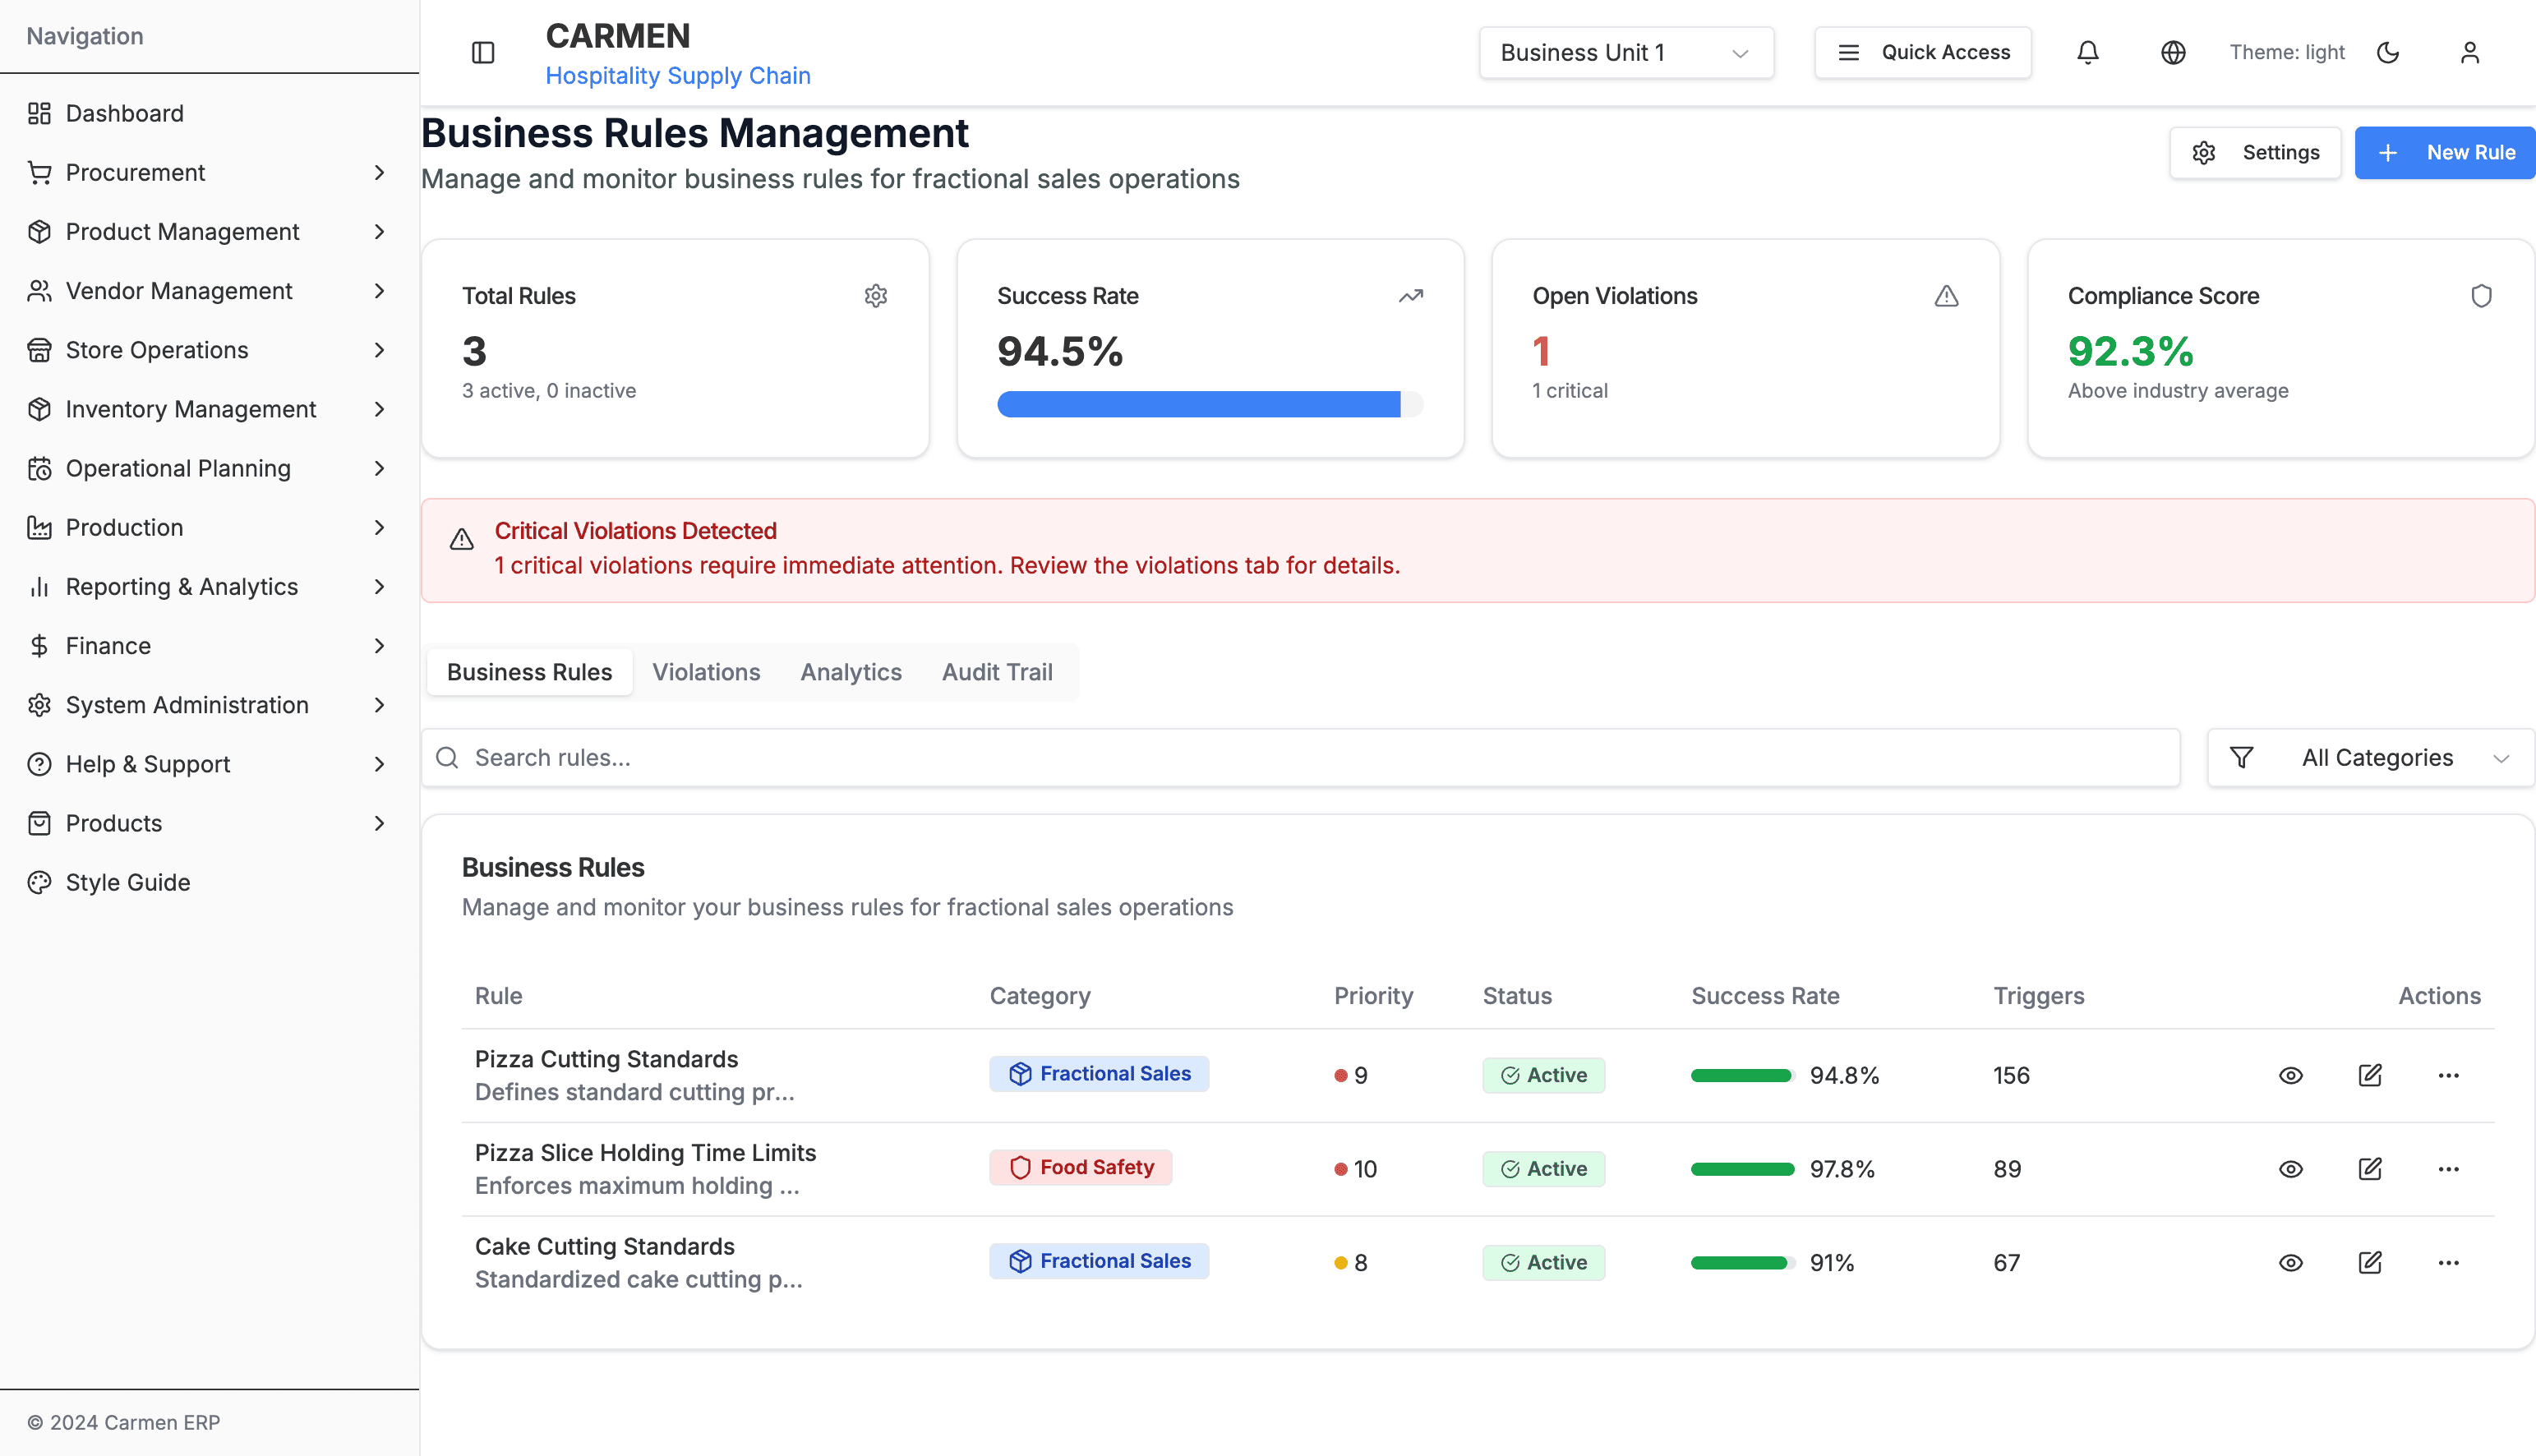 Navigation
Dashboard
Procurement
Product Management
Vendor Management
Store Operations
Inventory Management
Operational Planning
Production
Reporting & Analytics
Finance
System Administration
Help & Support
Products
Style Guide
© 2024 Carmen ERP
CARMEN
Hospitality Supply Chain
Business Unit 1
Quick Access
Theme: light
Business Rules Management
Manage and monitor business rules for fractional sales operations
Settings
New Rule
Total Rules
3
3 active, 0 inactive
Success Rate
94.5%
Open Violations
1
1 critical
Compliance Score
92.3%
Above industry average
Critical Violations Detected
1 critical violations require immediate attention. Review the violations tab for details.
Business Rules Violations Analytics Audit Trail
Search rules...
All Categories
Business Rules
Manage and monitor your business rules for fractional sales operations
Rule Category Priority Status Success Rate Triggers Actions
Pizza Cutting Standards
Defines standard cutting pr...
Fractional Sales 9 Active 94.8% 156
Pizza Slice Holding Time Limits
Enforces maximum holding ...
Food Safety 10 Active 97.8% 89
Cake Cutting Standards
Standardized cake cutting p...
Fractional Sales 8 Active 91% 67